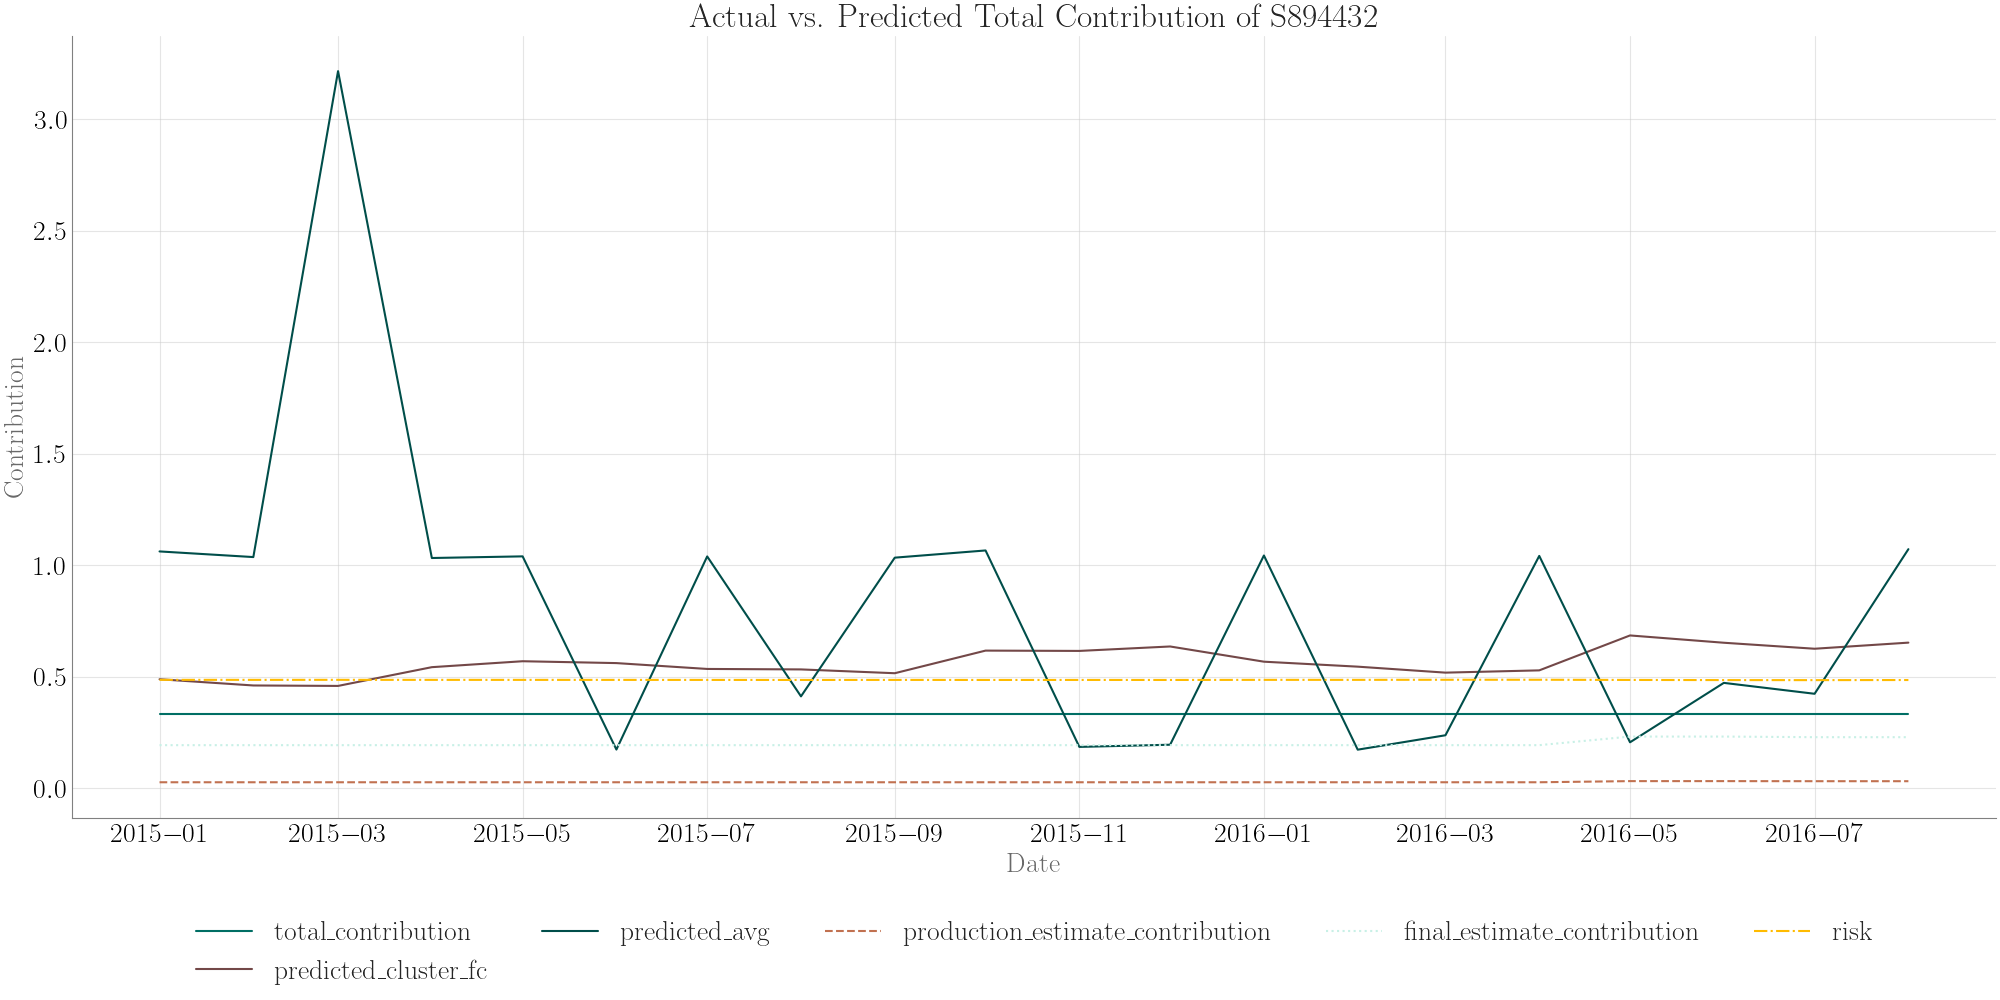 Actual vs. Predicted Total Contribution of S894432
3.0
2.5
2.0
1.5
1.0
0.5
0.0
Contribution
2015−01 2015−03 2015−05 2015−07 2015−09 2015−11 2016−01 2016−03 2016−05 2016−07
Date
total_contribution predicted_avg production_estimate_contribution final_estimate_contribution risk
predicted_cluster_fc